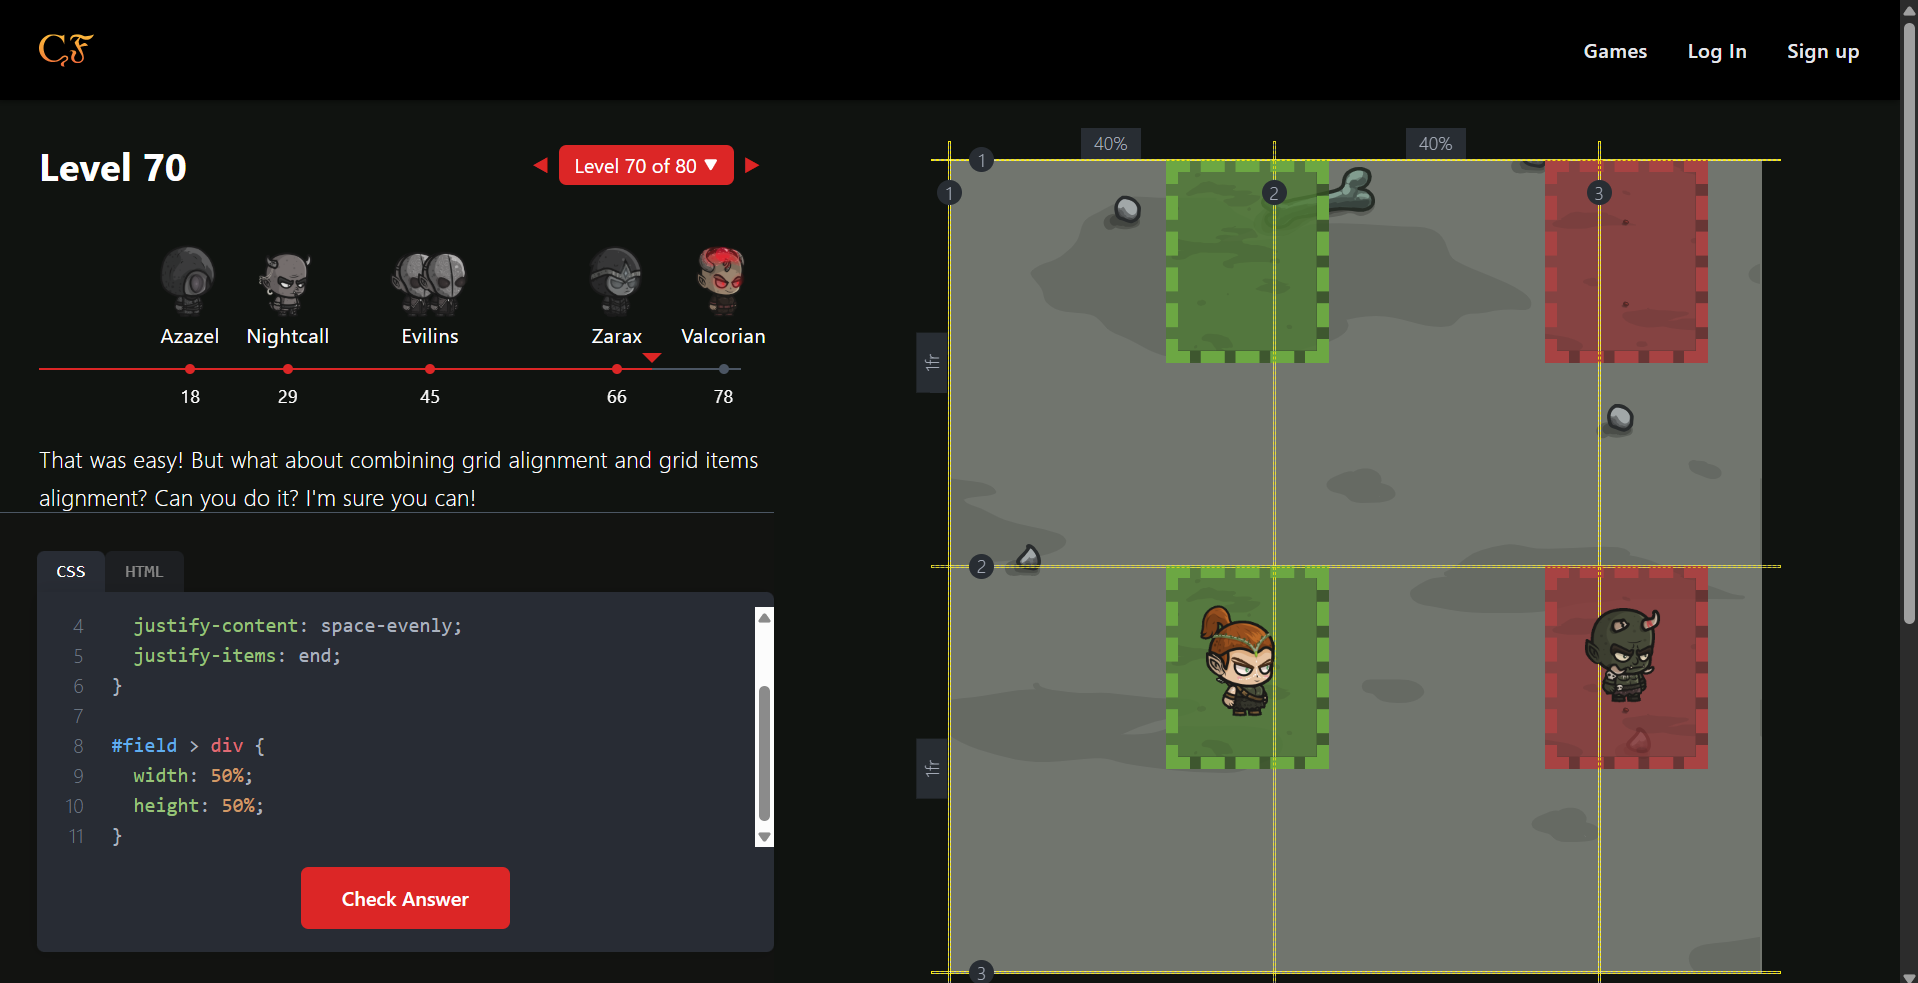 CF
Games
Log In
Sign up
Level 70
Level 70 of 80 ▼
Azazel
Nightcall
Evilins
Zarax
Valcorian
18
29
45
66
78
That was easy! But what about combining grid alignment and grid items
alignment? Can you do it? I'm sure you can!
CSS
HTML
4 justify-content: space-evenly;
5 justify-items: end;
6 }
7
8 #field > div {
9 width: 50%;
10 height: 50%;
11 }
Check Answer
40%
40%
1
1
2
3
1fr
2
1fr
3